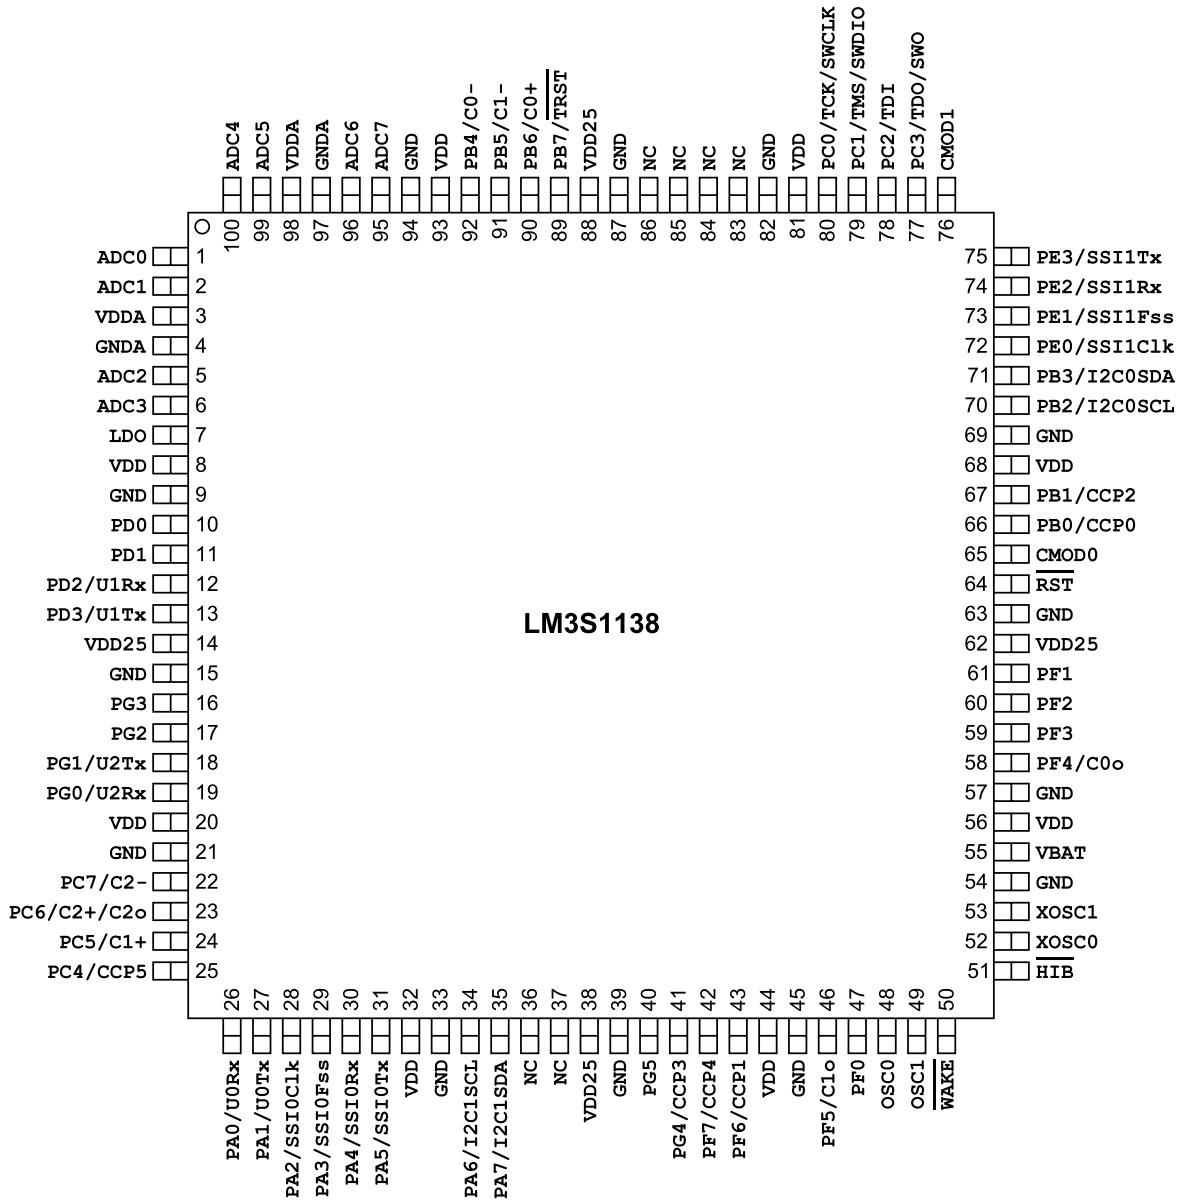 ADC4 ADC5 VDDA GNDA ADC6 ADC7 GND VDD PB4/C0- PB5/C1- PB6/C0+ PB7/TRST VDD25 GND NC NC NC NC GND VDD PC0/TCK/SWCLK PC1/TMS/SWDIO PC2/TDI PC3/TDO/SWO CMOD1
100 99 98 97 96 95 94 93 92 91 90 89 88 87 86 85 84 83 82 81 80 79 78 77 76
ADC0 1 75 PE3/SSI1Tx
ADC1 2 74 PE2/SSI1Rx
VDDA 3 73 PE1/SSI1Fss
GNDA 4 72 PE0/SSI1Clk
ADC2 5 71 PB3/I2C0SDA
ADC3 6 70 PB2/I2C0SCL
LDO 7 69 GND
VDD 8 68 VDD
GND 9 67 PB1/CCP2
PD0 10 66 PB0/CCP0
PD1 11 65 CMOD0
PD2/U1Rx 12 64 RST
PD3/U1Tx 13 63 GND
LM3S1138
VDD25 14 62 VDD25
GND 15 61 PF1
PG3 16 60 PF2
PG2 17 59 PF3
PG1/U2Tx 18 58 PF4/C0o
PG0/U2Rx 19 57 GND
VDD 20 56 VDD
GND 21 55 VBAT
PC7/C2- 22 54 GND
PC6/C2+/C2o 23 53 XOSC1
PC5/C1+ 24 52 XOSC0
PC4/CCP5 25 51 HIB
26 27 28 29 30 31 32 33 34 35 36 37 38 39 40 41 42 43 44 45 46 47 48 49 50
PA0/U0Rx PA1/U0Tx PA2/SSI0Clk PA3/SSI0Fss PA4/SSI0Rx PA5/SSI0Tx VDD GND PA6/I2C1SCL PA7/I2C1SDA NC NC VDD25 GND PG5 PG4/CCP3 PF7/CCP4 PF6/CCP1 VDD GND PF5/C1o PF0 OSC0 OSC1 WAKE